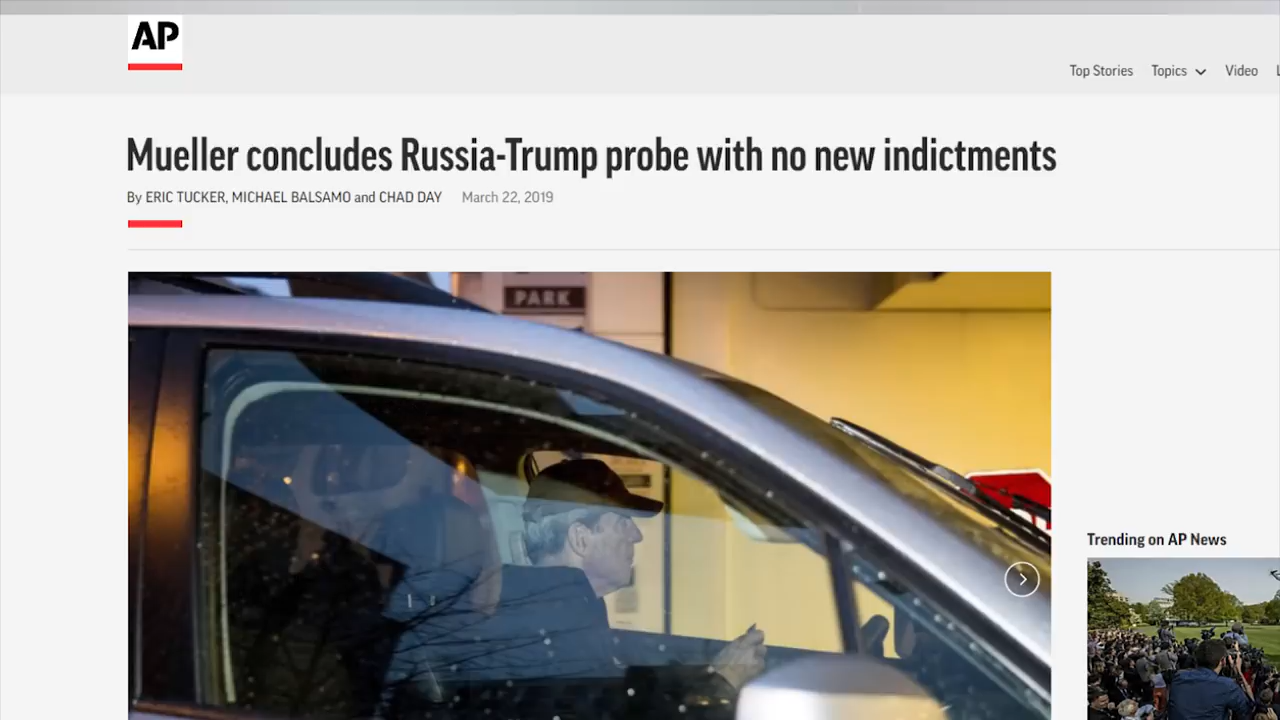 AP
Top Stories Topics Video
Mueller concludes Russia-Trump probe with no new indictments
By ERIC TUCKER, MICHAEL BALSAMO and CHAD DAY March 22, 2019
PARK
Trending on AP News